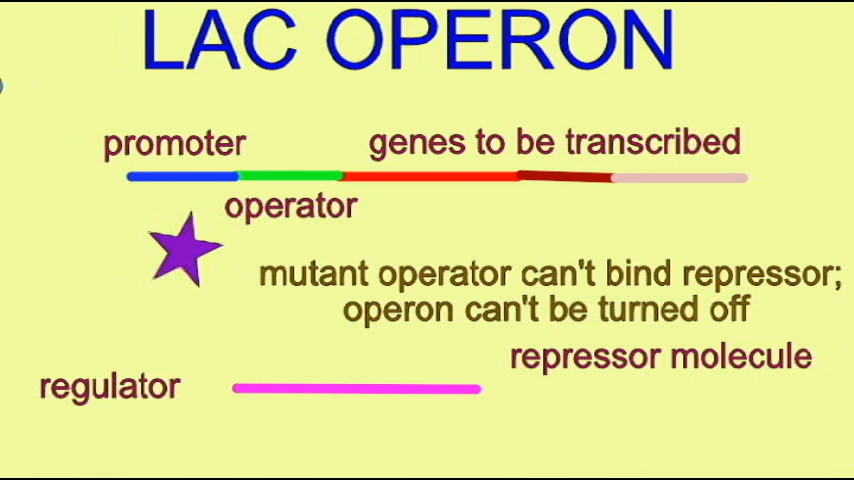 LAC OPERON
promoter
genes to be transcribed
operator
mutant operator can't bind repressor;
operon can't be turned off
repressor molecule
regulator